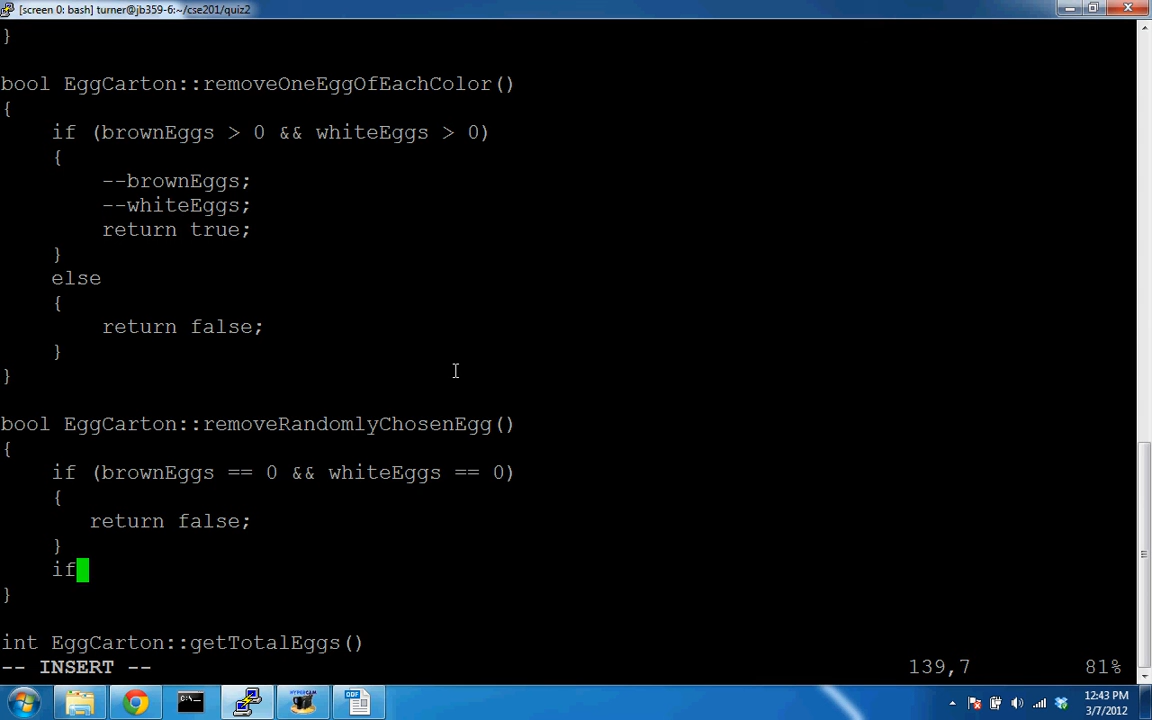 [screen 0: bash] turner@jb359-6:~/cse201/quiz2
}
bool EggCarton::removeOneEggOfEachColor()
{
if (brownEggs > 0 && whiteEggs > 0)
{
--brownEggs;
--whiteEggs;
return true;
}
else
{
return false;
}
}
bool EggCarton::removeRandomlyChosenEgg()
{
if (brownEggs == 0 && whiteEggs == 0)
{
return false;
}
if
}
int EggCarton::getTotalEggs()
-- INSERT -- 139,7 81%
C:\_ HYPERCAM ODF 12:43 PM
3/7/2012